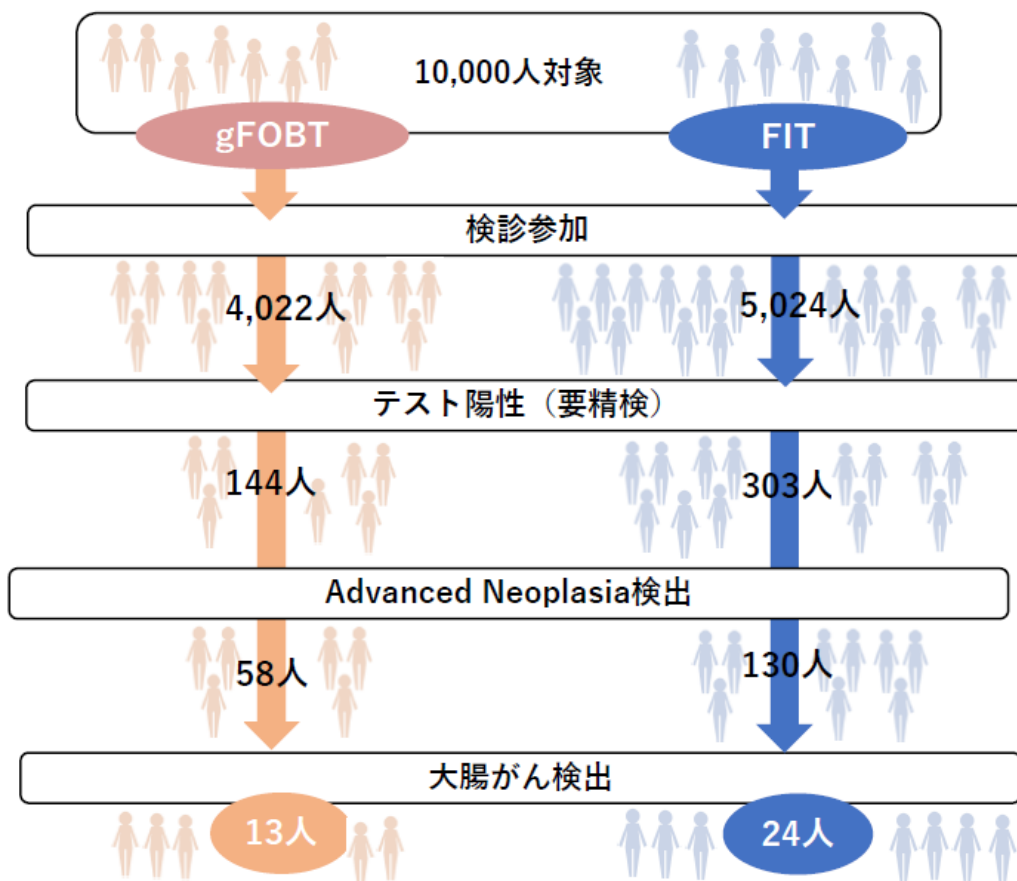 10,000人対象
gFOBT
FIT
検診参加
4,022人
5,024人
テスト陽性（要精検）
144人
303人
Advanced Neoplasia検出
58人
130人
大腸がん検出
13人
24人